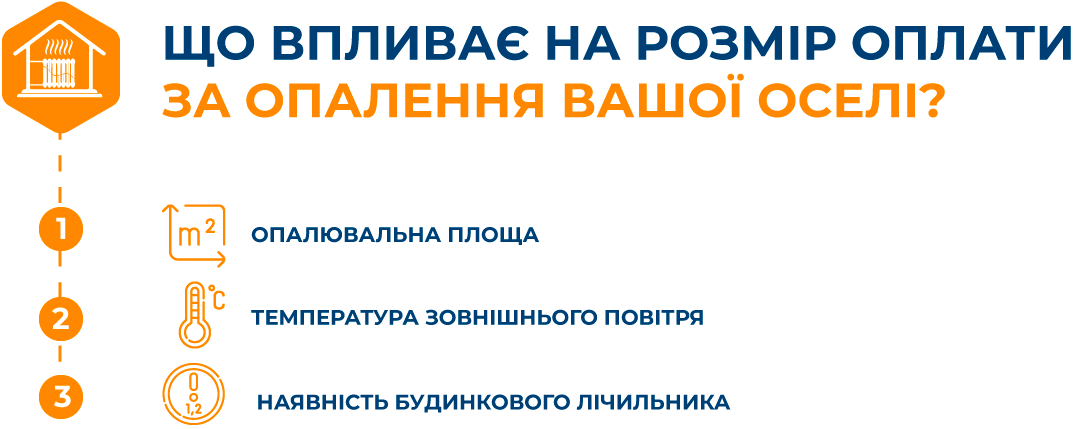 ЩО ВПЛИВАЄ НА РОЗМІР ОПЛАТИ
ЗА ОПАЛЕННЯ ВАШОЇ ОСЕЛІ?
1
m²
ОПАЛЮВАЛЬНА ПЛОЩА
2
°C
ТЕМПЕРАТУРА ЗОВНІШНЬОГО ПОВІТРЯ
3
1,2
НАЯВНІСТЬ БУДИНКОВОГО ЛІЧИЛЬНИКА